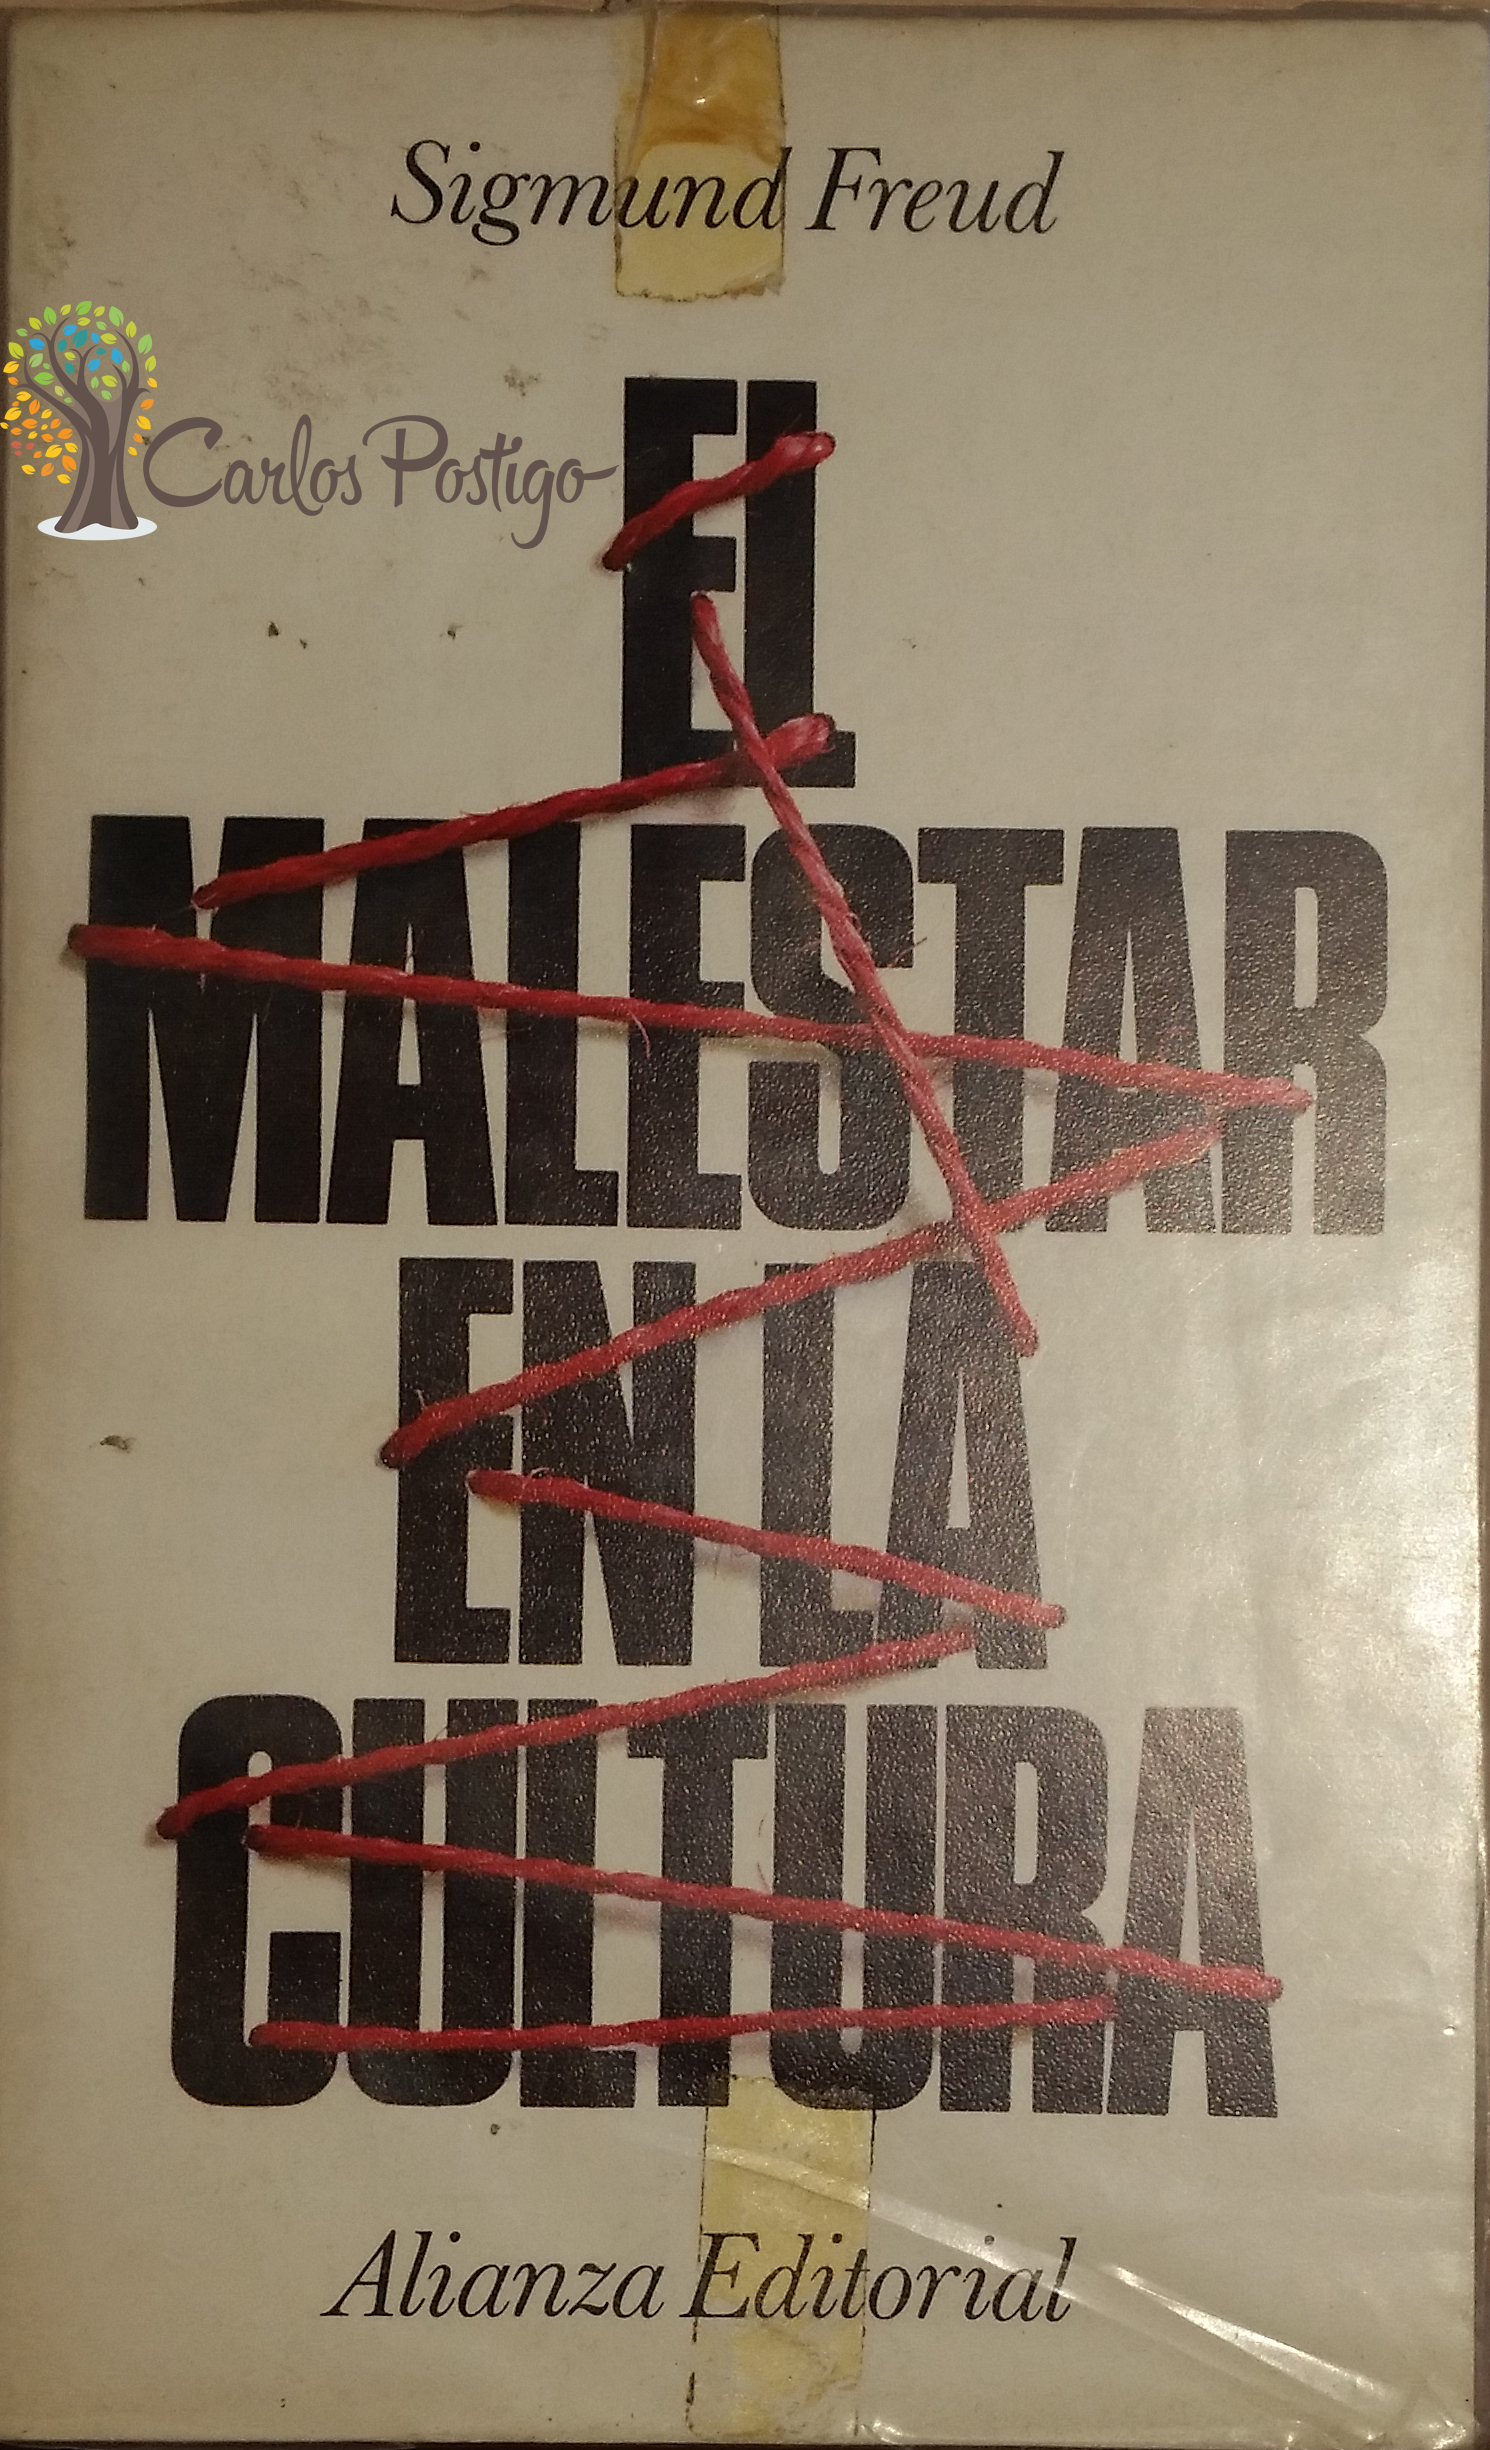 Sigmund Freud
Carlos Postigo
EL
MALESTAR
EN LA
CULTURA
Alianza Editorial